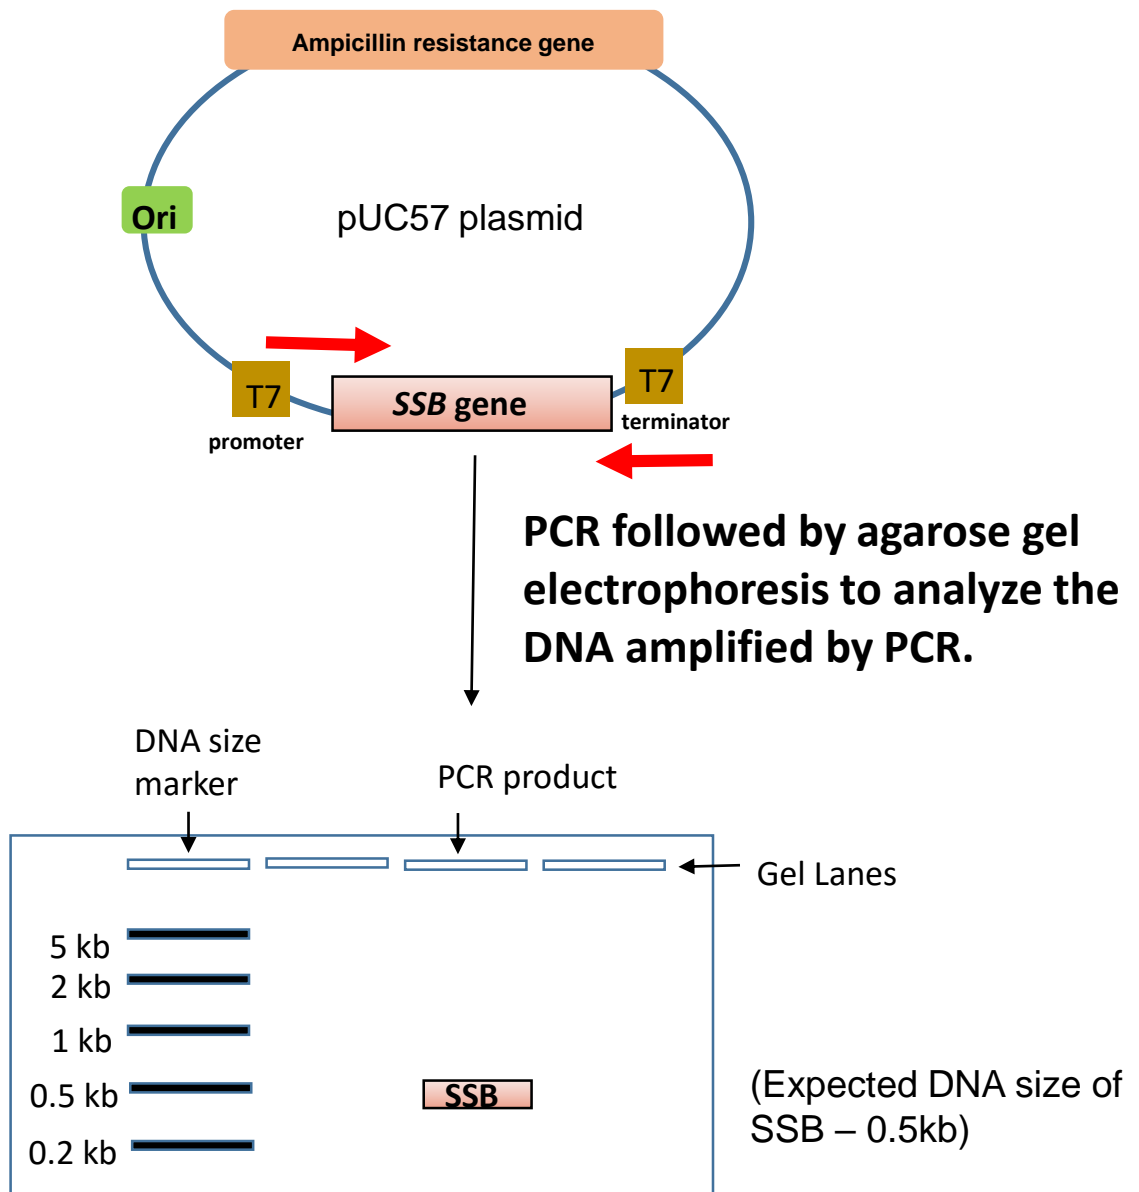 Ampicillin resistance gene
Ori
pUC57 plasmid
T7
promoter
SSB gene
T7
terminator
PCR followed by agarose gel
electrophoresis to analyze the
DNA amplified by PCR.
DNA size
marker
PCR product
Gel Lanes
5 kb
2 kb
1 kb
0.5 kb
SSB
0.2 kb
(Expected DNA size of
SSB – 0.5kb)